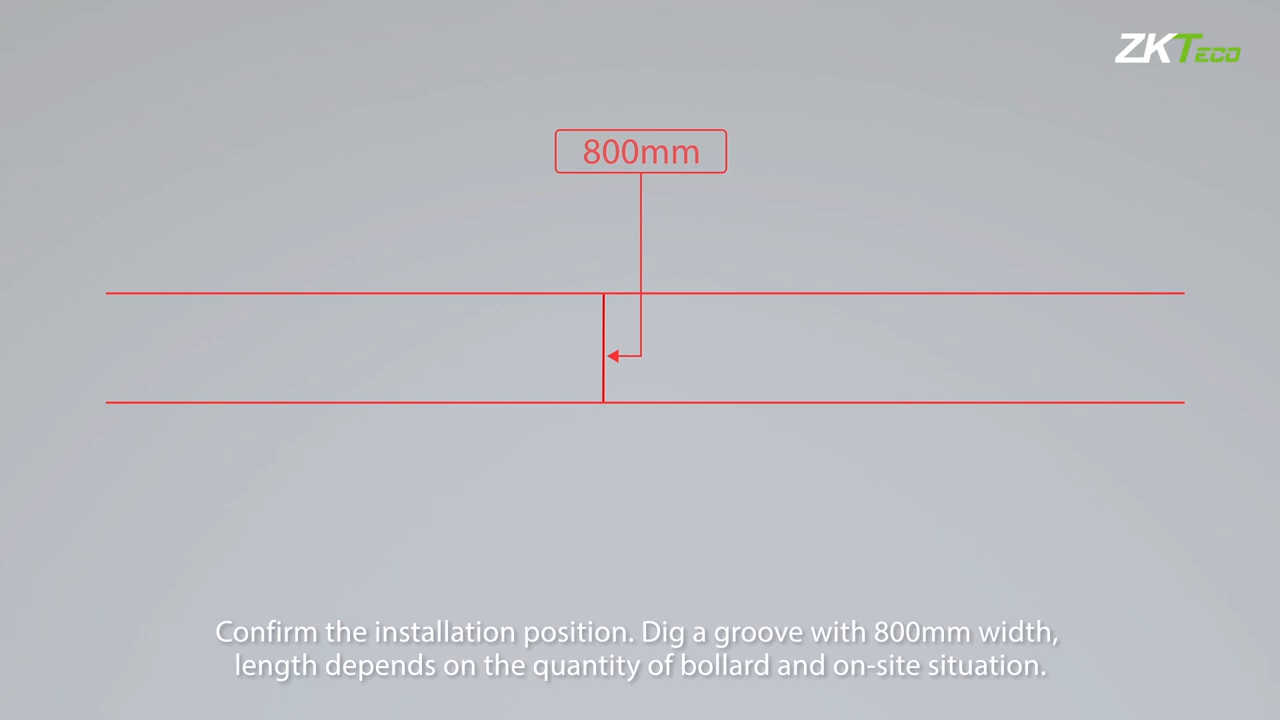 ZKTeco
800mm
Confirm the installation position. Dig a groove with 800mm width,
length depends on the quantity of bollard and on-site situation.